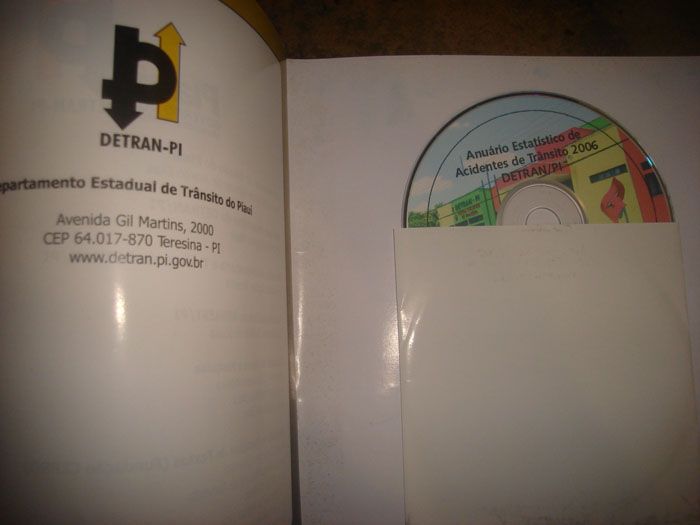 DETRAN-PI
Departamento Estadual de Trânsito do Piauí
Avenida Gil Martins, 2000
CEP 64.017-870 Teresina - PI
www.detran.pi.gov.br
Anuário Estatístico de
Acidentes de Trânsito 2006
DETRAN/PI